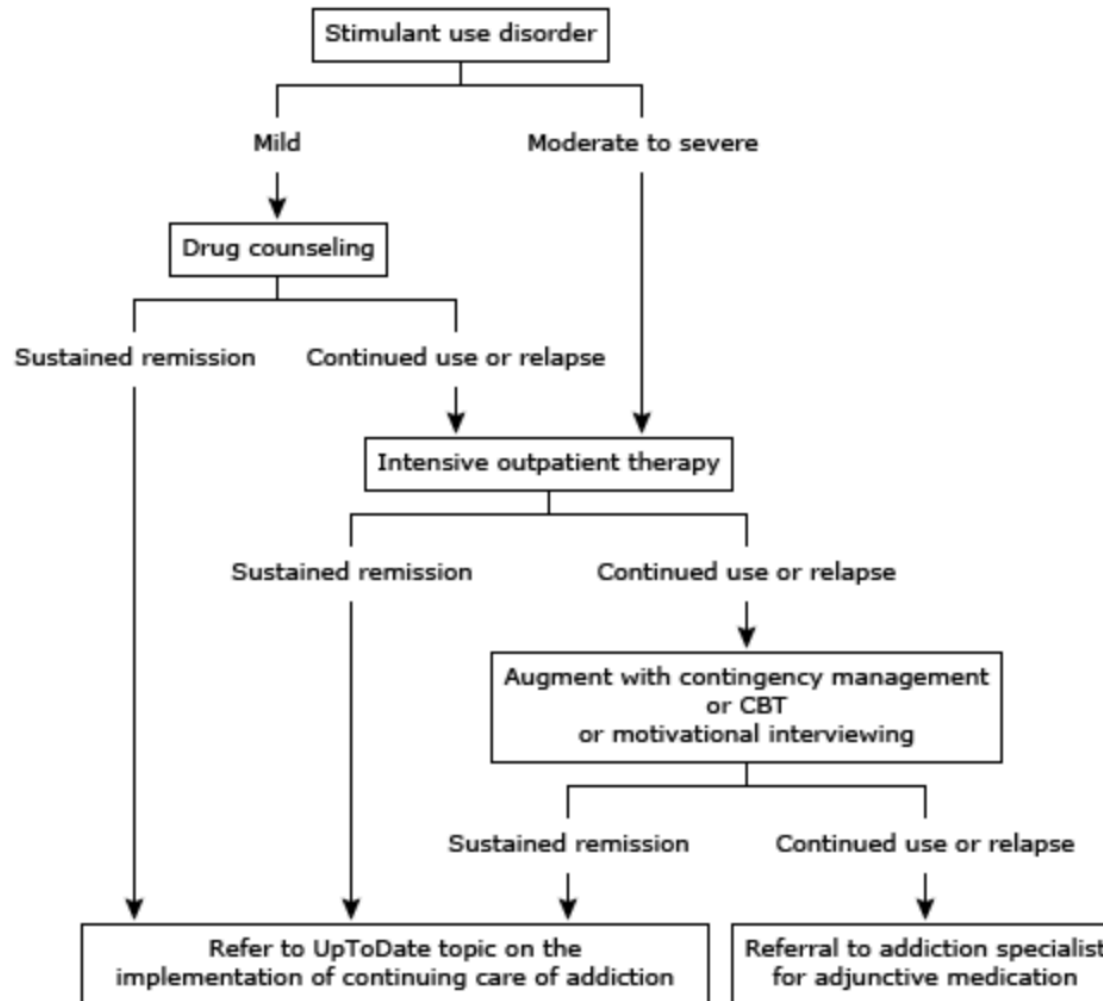 Stimulant use disorder
Mild
Moderate to severe
Drug counseling
Sustained remission
Continued use or relapse
Intensive outpatient therapy
Sustained remission
Continued use or relapse
Augment with contingency management
or CBT
or motivational interviewing
Sustained remission
Continued use or relapse
Refer to UpToDate topic on the
implementation of continuing care of addiction
Referral to addiction specialist
for adjunctive medication